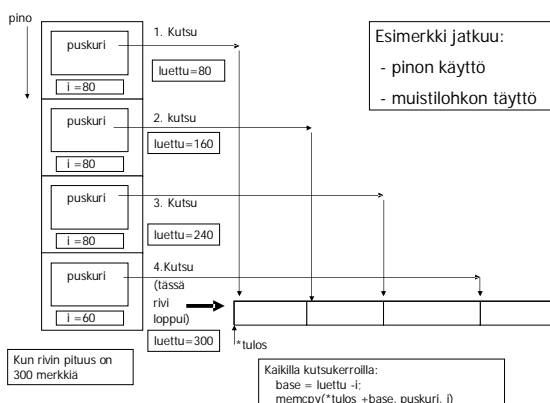 pino
puskuri
i =80
1. Kutsu
luettu=80
puskuri
i =80
2. kutsu
luettu=160
puskuri
i =80
3. Kutsu
luettu=240
puskuri
i=60
4.Kutsu
(tässä
rivi
loppui)
luettu=300
*tulos
Esimerkki jatkuu:
- pinon käyttö
- muistilohkon täyttö
Kun rivin pituus on
300 merkkiä
Kaikilla kutsukerroilla:
base = luettu -i;
memcpy(*tulos +base, puskuri, i)